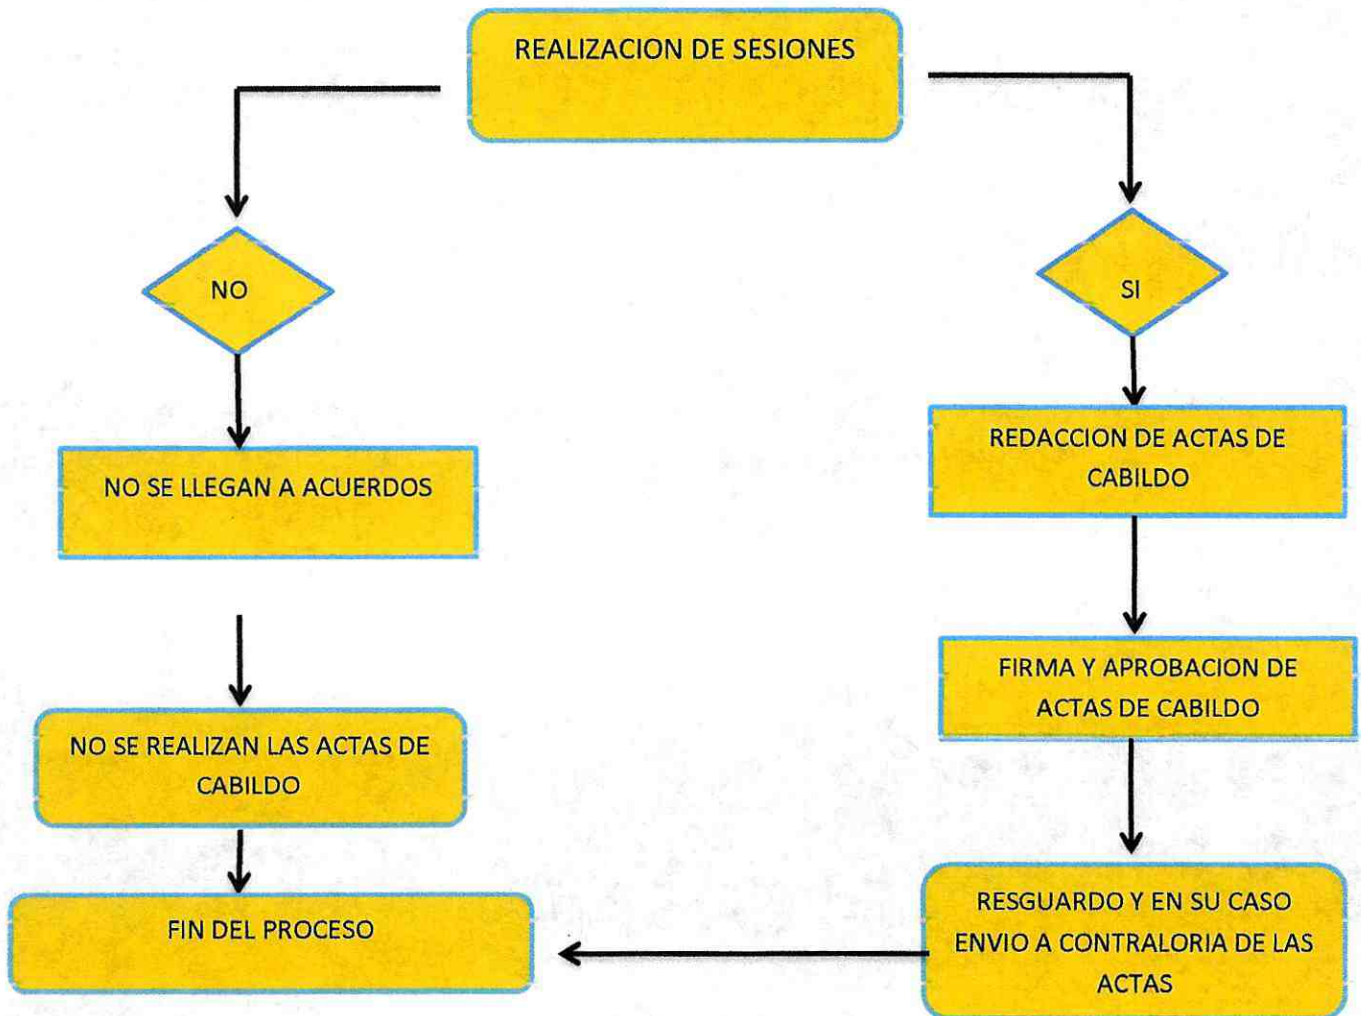 REALIZACION DE SESIONES
NO
SI
NO SE LLEGAN A ACUERDOS
REDACCION DE ACTAS DE
CABILDO
FIRMA Y APROBACION DE
ACTAS DE CABILDO
NO SE REALIZAN LAS ACTAS DE
CABILDO
RESGUARDO Y EN SU CASO
ENVIO A CONTRALORIA DE LAS
ACTAS
FIN DEL PROCESO